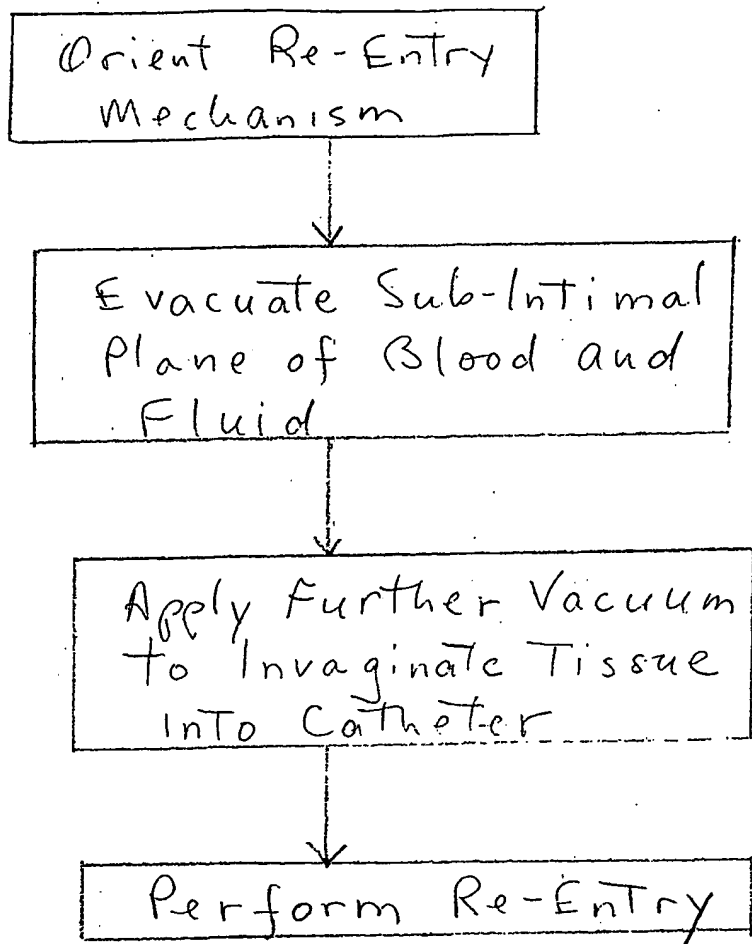 Orient Re-Entry
Mechanism
Evacuate Sub-Intimal
Plane of Blood and
Fluid
Apply Further Vacuum
to Invaginate Tissue
Into Catheter
Perform Re-Entry